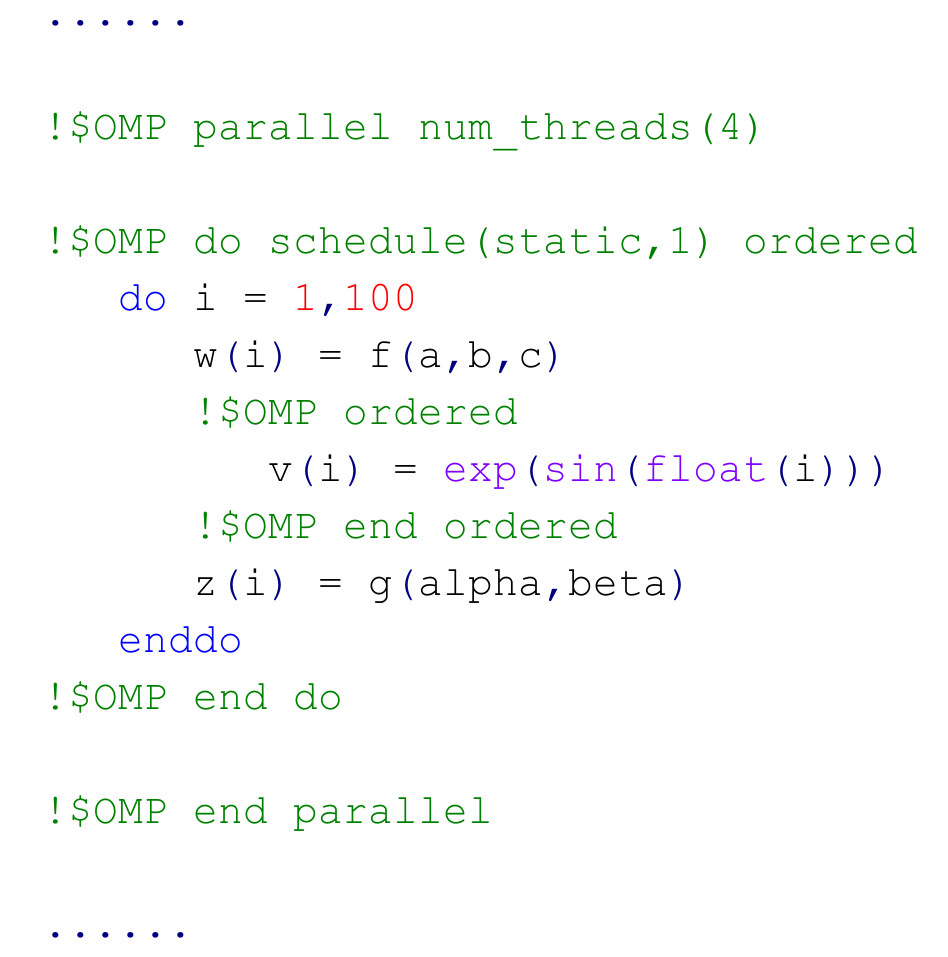 ......
!$OMP parallel num_threads(4)
!$OMP do schedule(static,1) ordered
do i = 1,100
w(i) = f(a,b,c)
!$OMP ordered
v(i) = exp(sin(float(i)))
!$OMP end ordered
z(i) = g(alpha,beta)
enddo
!$OMP end do
!$OMP end parallel
......